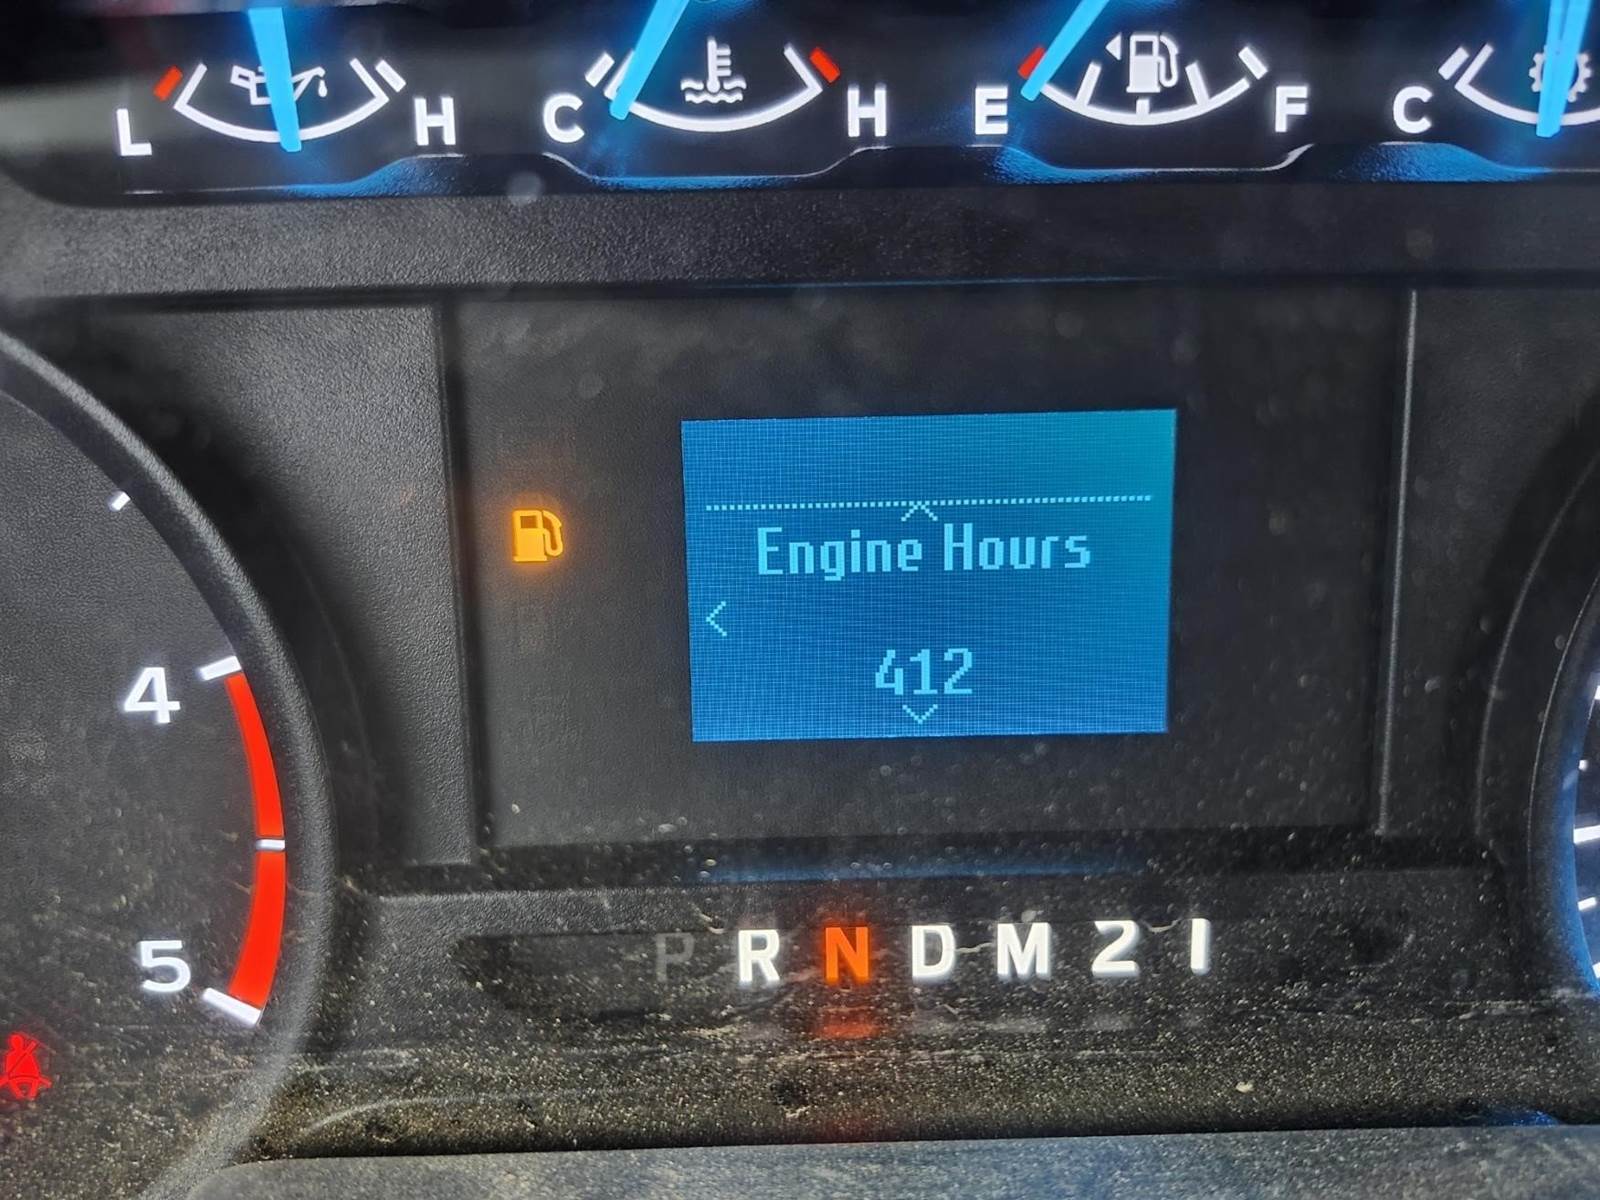 L H C H E F C
Engine Hours
412
4
5
P R N D M 2 1